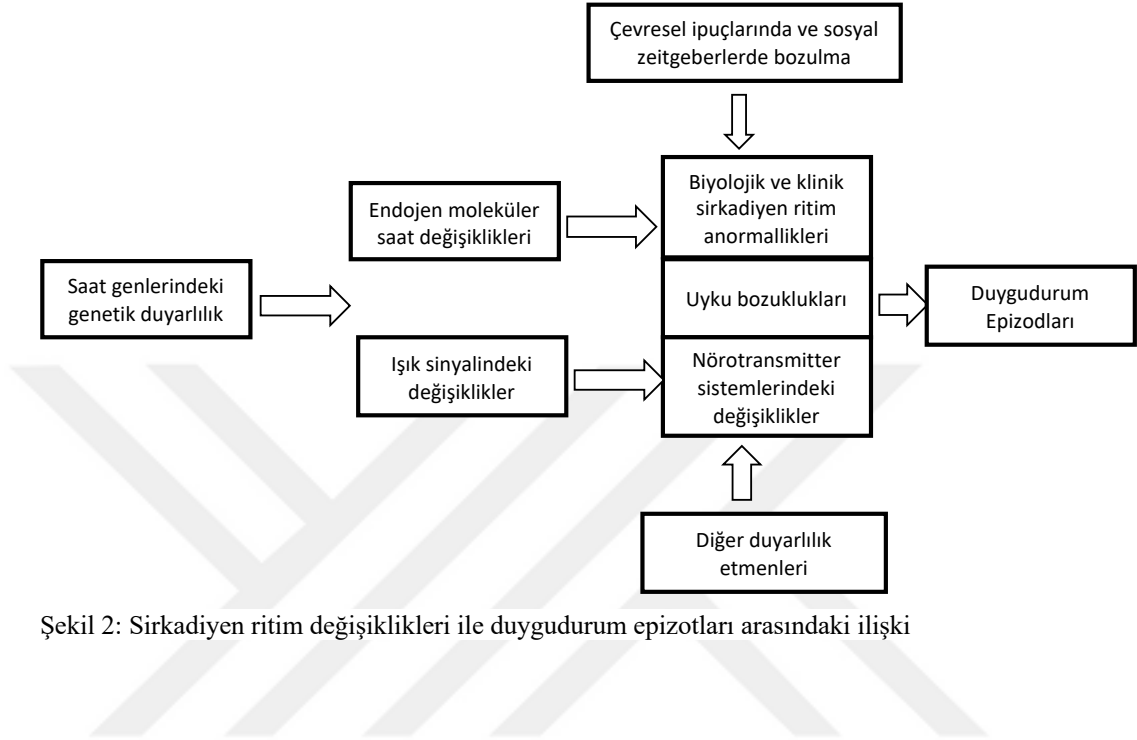 Çevresel ipuçlarında ve sosyal
zeitgeberlerde bozulma
Endojen moleküler
saat değişiklikleri
Biyolojik ve klinik
sirkadiyen ritim
anormallikleri
Saat genlerindeki
genetik duyarlılık
Uyku bozuklukları
Duygudurum
Epizodları
Işık sinyalindeki
değişiklikler
Nörotransmitter
sistemlerindeki
değişiklikler
Diğer duyarlılık
etmenleri
Şekil 2: Sirkadiyen ritim değişiklikleri ile duygudurum epizotları arasındaki ilişki